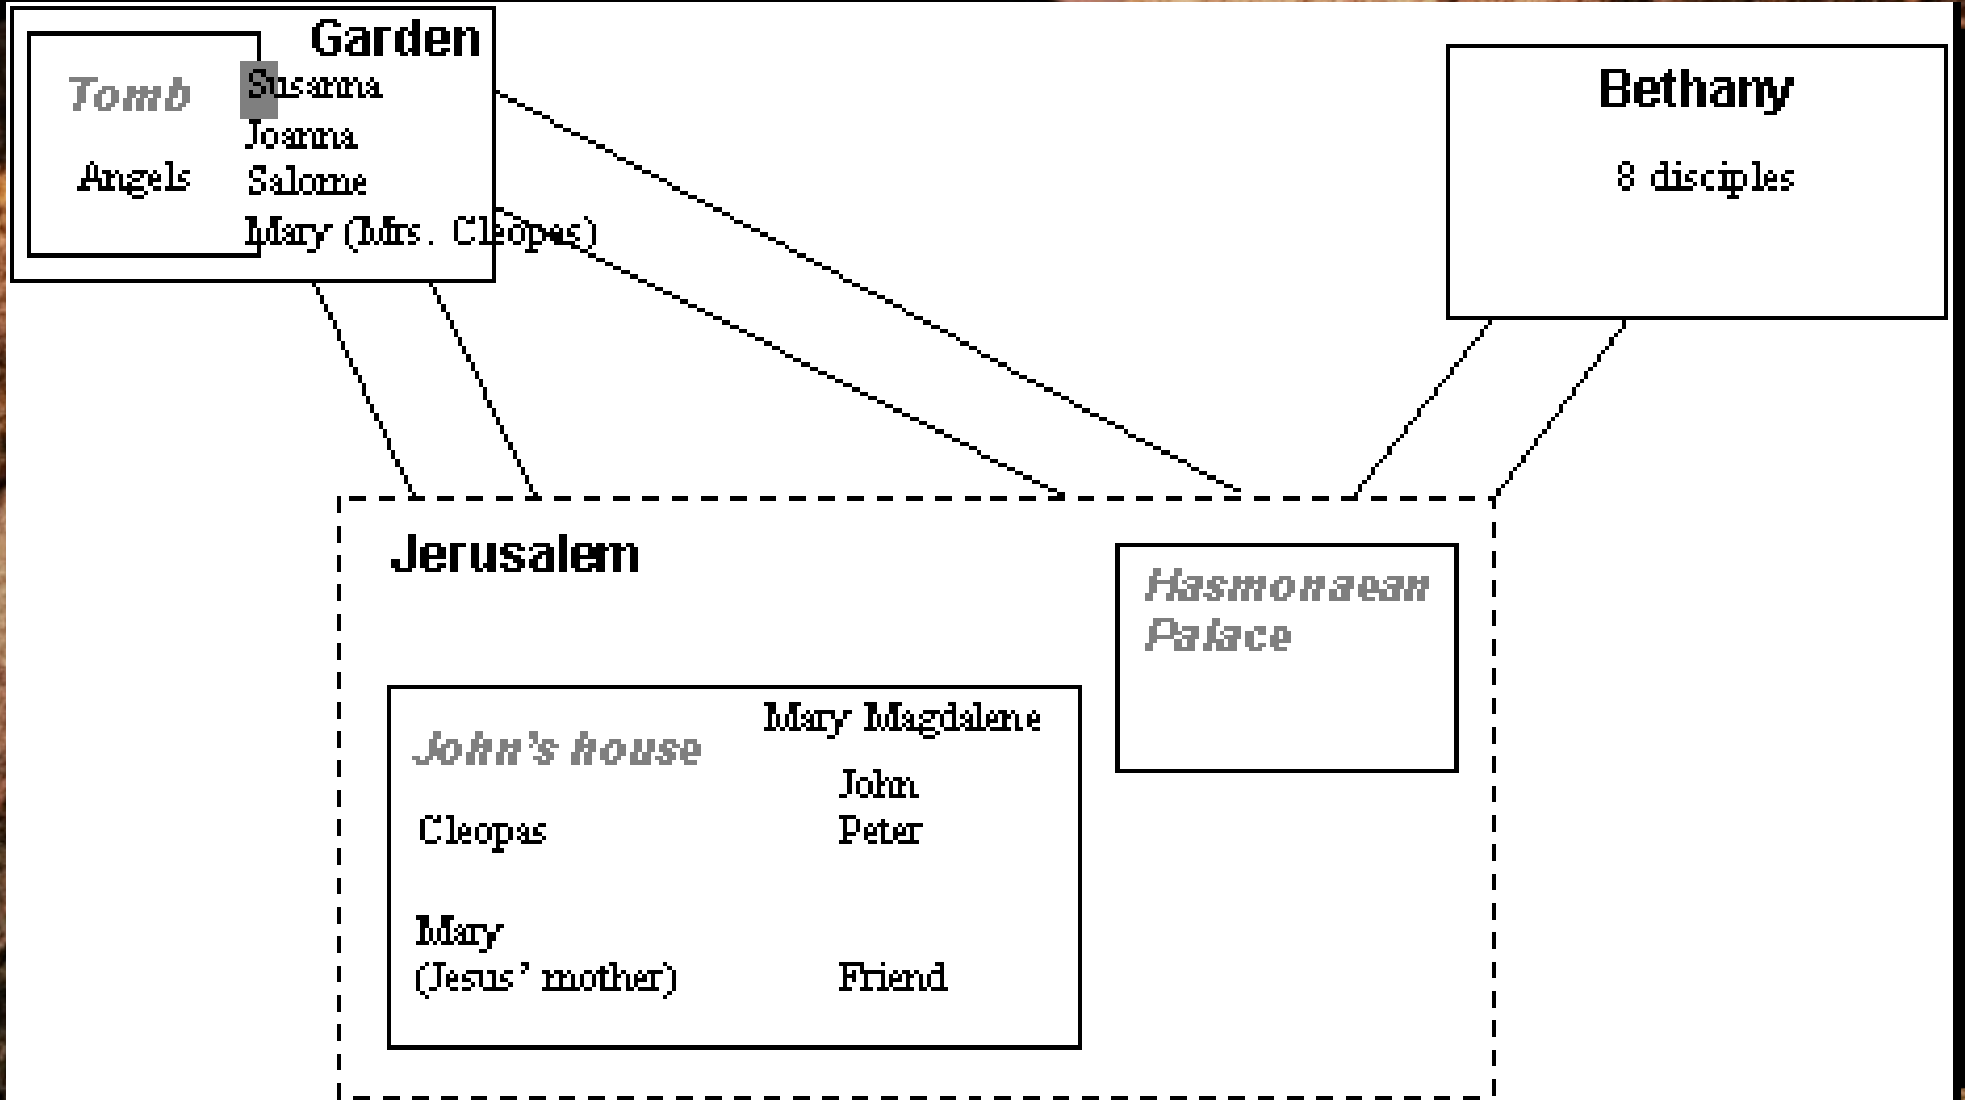 Garden
Tomb
Susanna
Joanna
Angels
Salome
Mary (Mrs. Cleopas)
Bethany
8 disciples
Jerusalem
Hasmonaean
Palace
John's house
Mary Magdalene
John
Cleopas
Peter
Mary
(Jesus’ mother)
Friend